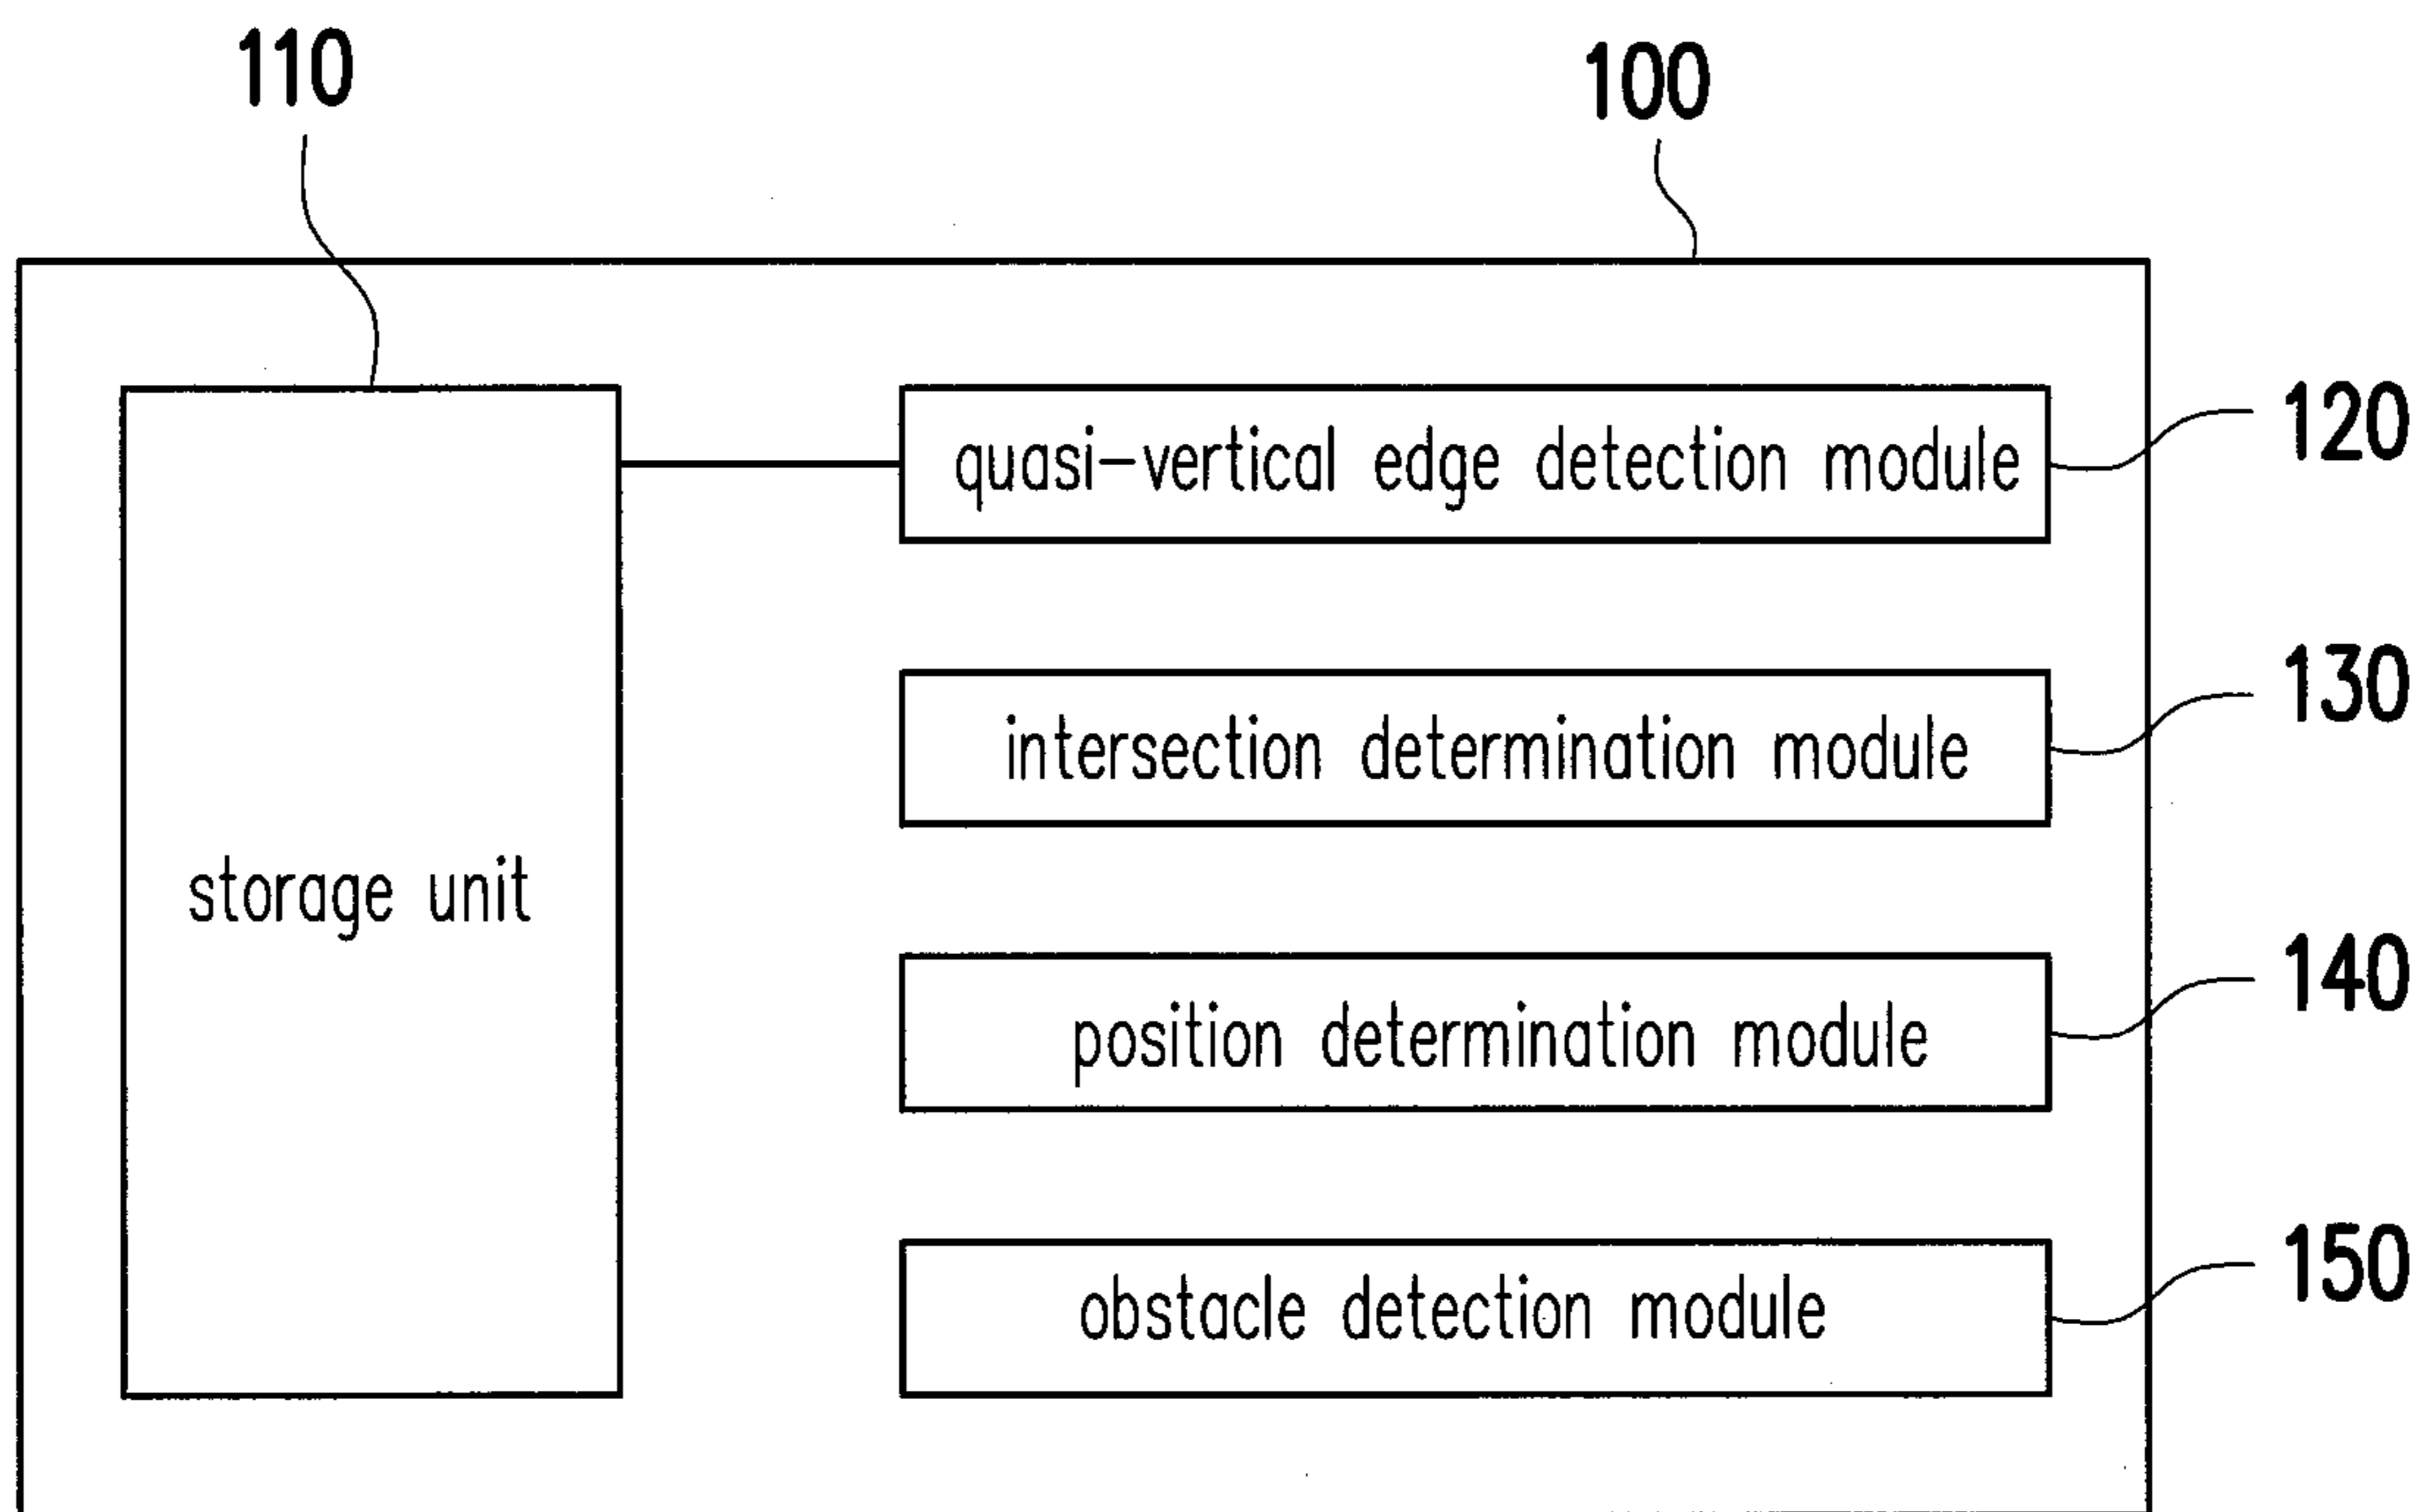 110
100
quasi-vertical edge detection module
120
intersection determination module
130
storage unit
position determination module
140
obstacle detection module
150